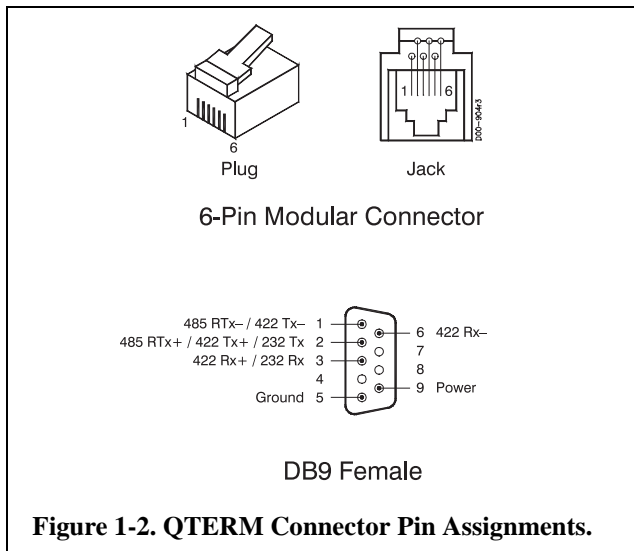 1
6
Plug
1 6
D00-904r3
Jack
6-Pin Modular Connector
485 RTx– / 422 Tx– 1
485 RTx+ / 422 Tx+ / 232 Tx 2
422 Rx+ / 232 Rx 3
4
Ground 5
6 422 Rx–
7
8
9 Power
DB9 Female
Figure 1-2. QTERM Connector Pin Assignments.